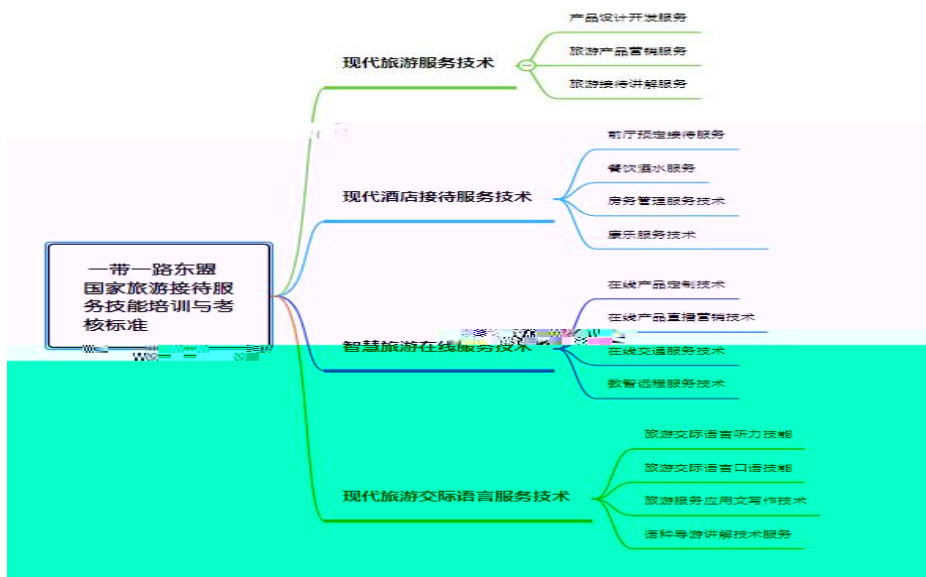 产品设计开发服务
旅游产品营销服务
旅游接待讲解服务
现代旅游服务技术
前厅预定接待服务
餐饮酒水服务
房务管理服务技术
康乐服务技术
现代酒店接待服务技术
一带一路东盟
国家旅游接待服
务技能培训与考
核标准
在线产品定制技术
在线产品直播营销技术
在线交通服务技术
数智远程服务技术
智慧旅游在线服务技术
旅游交际语言听力技能
旅游交际语言口语技能
旅游服务应用文写作技术
语种导游讲解技术服务
现代旅游交际语言服务技术